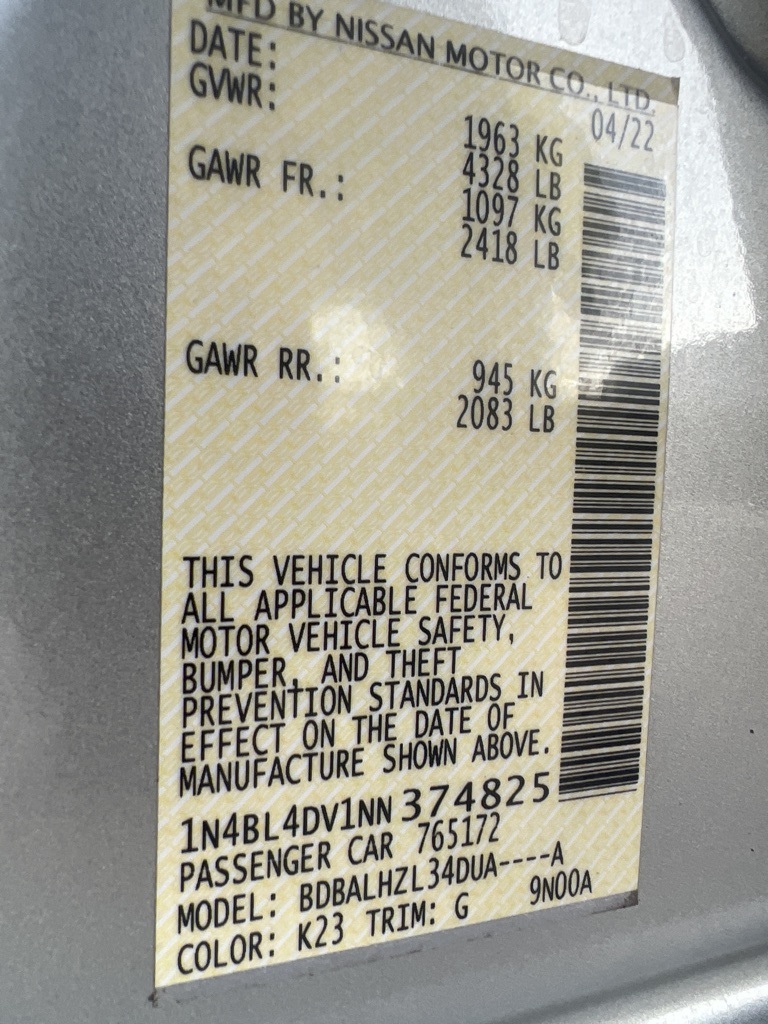 MFD BY NISSAN MOTOR CO., LTD.
DATE: 04/22
GVWR: 1963 KG
4328 LB
GAWR FR.: 1097 KG
2418 LB
GAWR RR.: 945 KG
2083 LB
THIS VEHICLE CONFORMS TO
ALL APPLICABLE FEDERAL
MOTOR VEHICLE SAFETY,
BUMPER, AND THEFT
PREVENTION STANDARDS IN
EFFECT ON THE DATE OF
MANUFACTURE SHOWN ABOVE.
1N4BL4DV1NN374825
PASSENGER CAR 765172
MODEL: BDBALHZL34DUA----A
COLOR: K23 TRIM: G 9N00A